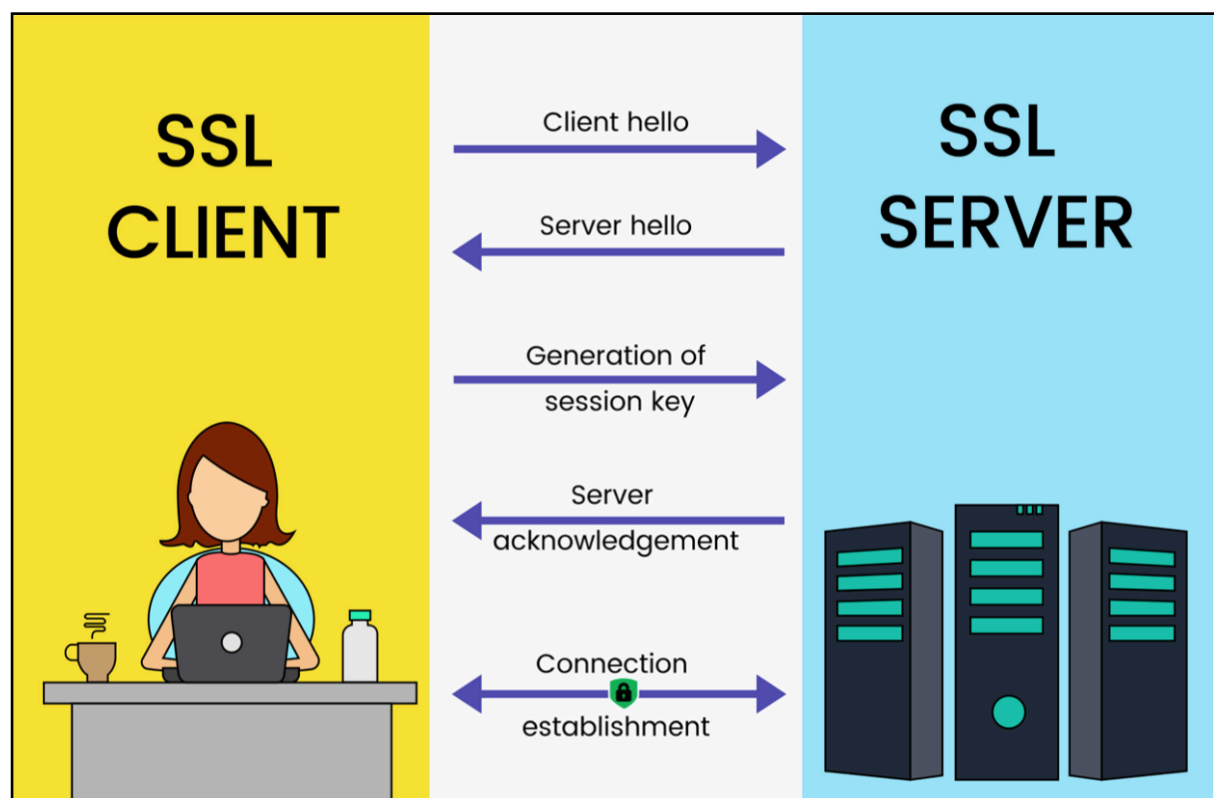 SSL
CLIENT
Client hello
Server hello
Generation of
session key
Server
acknowledgement
Connection
establishment
SSL
SERVER